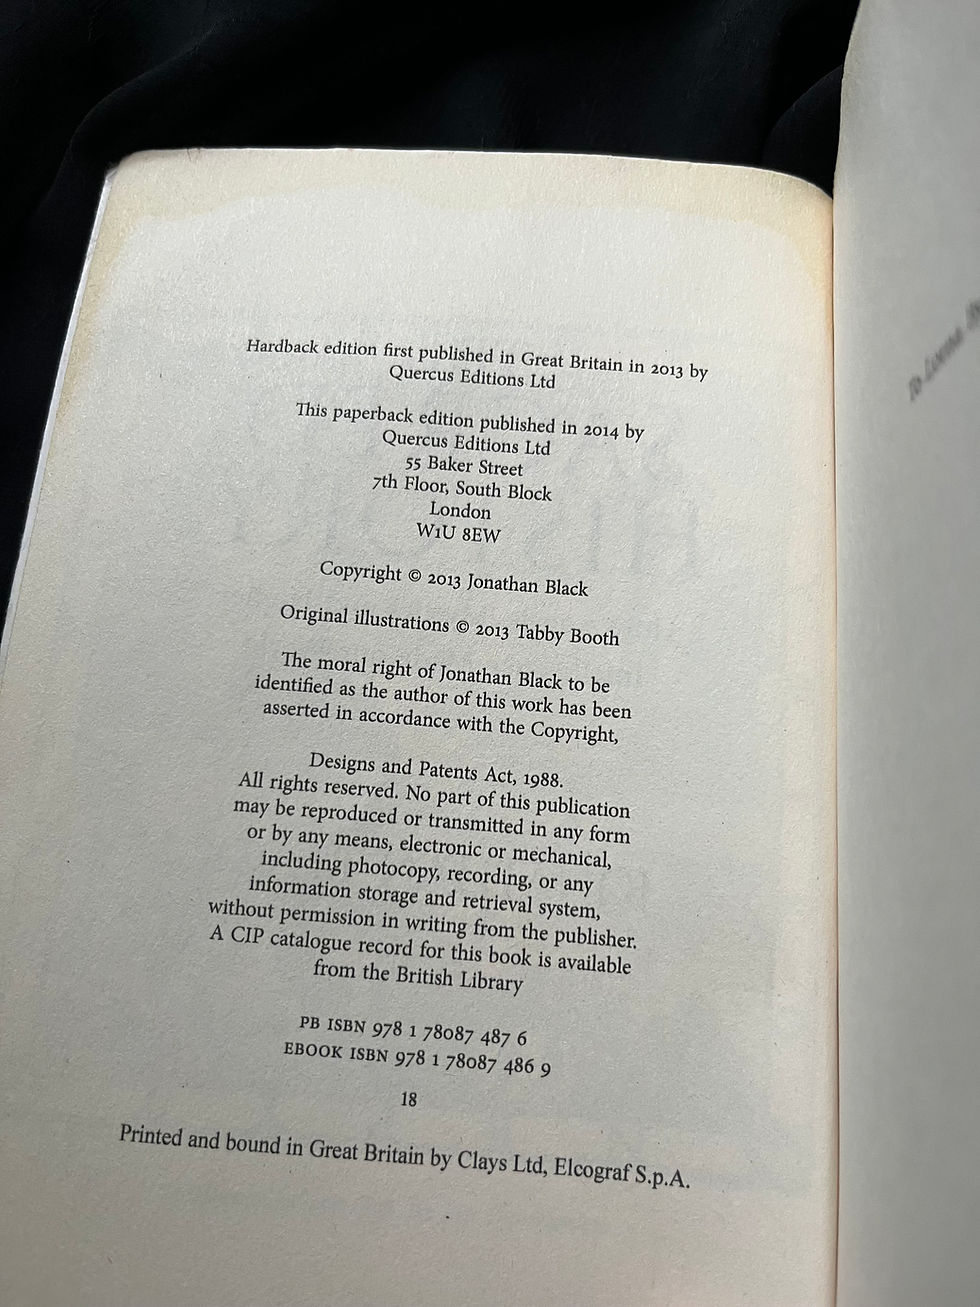 Hardback edition first published in Great Britain in 2013 by
Quercus Editions Ltd
This paperback edition published in 2014 by
Quercus Editions Ltd
55 Baker Street
7th Floor, South Block
London
W1U 8EW
Copyright © 2013 Jonathan Black
Original illustrations © 2013 Tabby Booth
The moral right of Jonathan Black to be
identified as the author of this work has been
asserted in accordance with the Copyright,
Designs and Patents Act, 1988.
All rights reserved. No part of this publication
may be reproduced or transmitted in any form
or by any means, electronic or mechanical,
including photocopy, recording, or any
information storage and retrieval system,
without permission in writing from the publisher.
A CIP catalogue record for this book is available
from the British Library
PB ISBN 978 1 78087 487 6
EBOOK ISBN 978 1 78087 486 9
18
Printed and bound in Great Britain by Clays Ltd, Elcograf S.p.A.
To Lorna